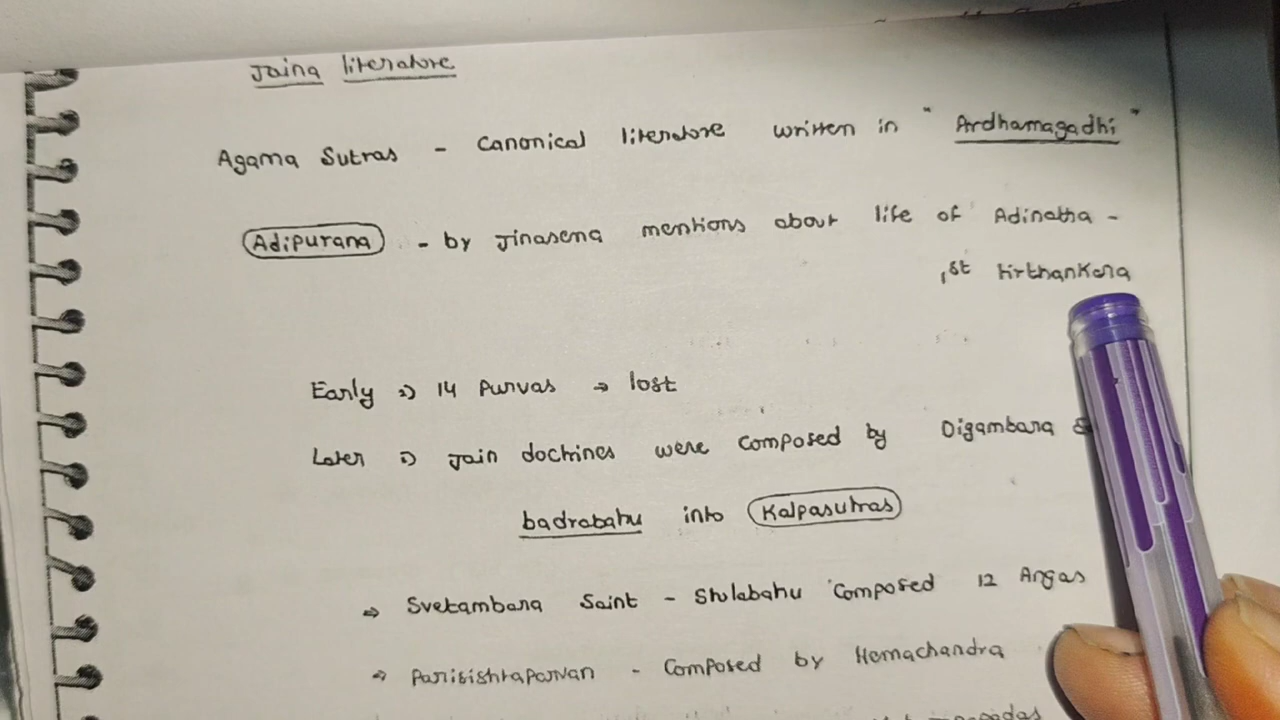 Jaina literature
Agama Sutras - Canonical literature written in "Ardhamagadhi"
Adipurana - by Jinasena mentions about life of Adinatha -
1st tirthankara
Early => 14 Purvas → lost
Later => Jain doctrines were composed by Digambara &
badrabahu into Kalpasutras
⇒ Svetambara Saint - Stulabahu composed 12 Angas
→ Parisishtaparvan - composed by Hemachandra